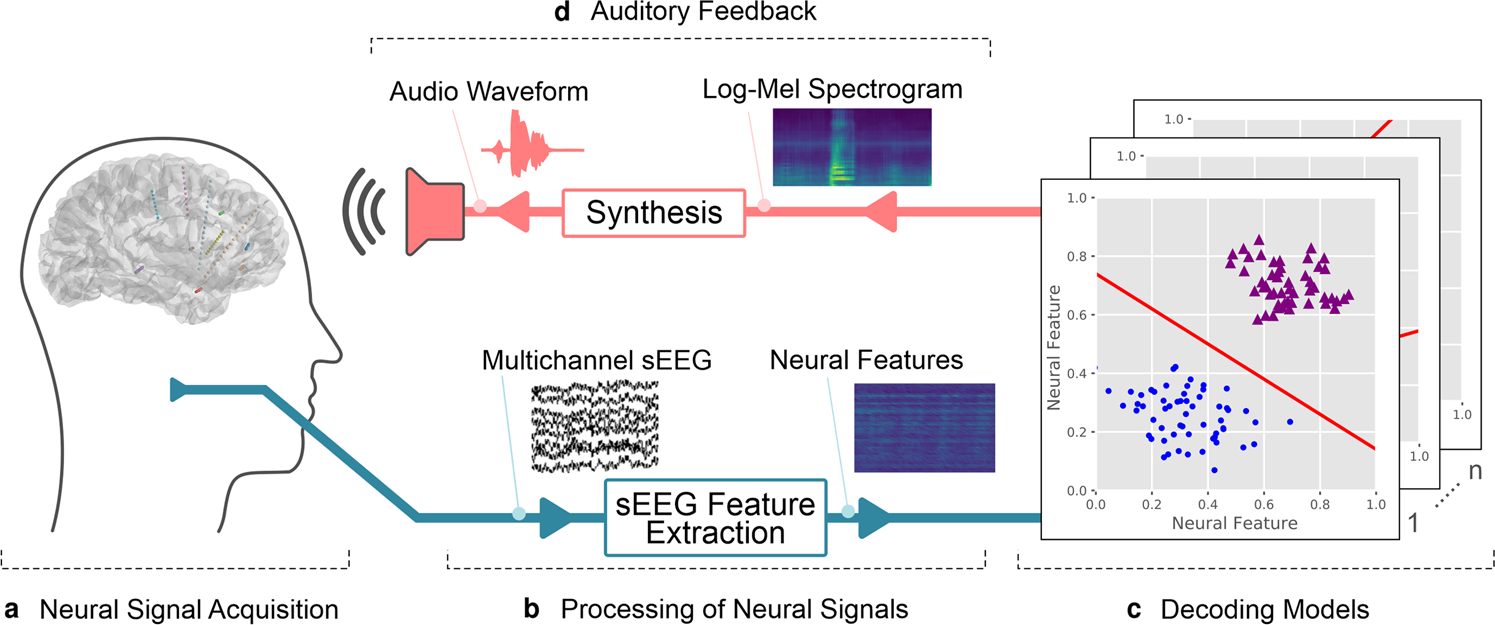 d Auditory Feedback
Audio Waveform
Log-Mel Spectrogram
Synthesis
Multichannel sEEG
Neural Features
sEEG Feature
Extraction
1.0
1.0
1.0
0.8
0.6
0.4
0.2
0.0
Neural Feature
0.0 0.2 0.4 0.6 0.8 1.0
Neural Feature
1.0
1.0
1
n
a Neural Signal Acquisition
b Processing of Neural Signals
c Decoding Models